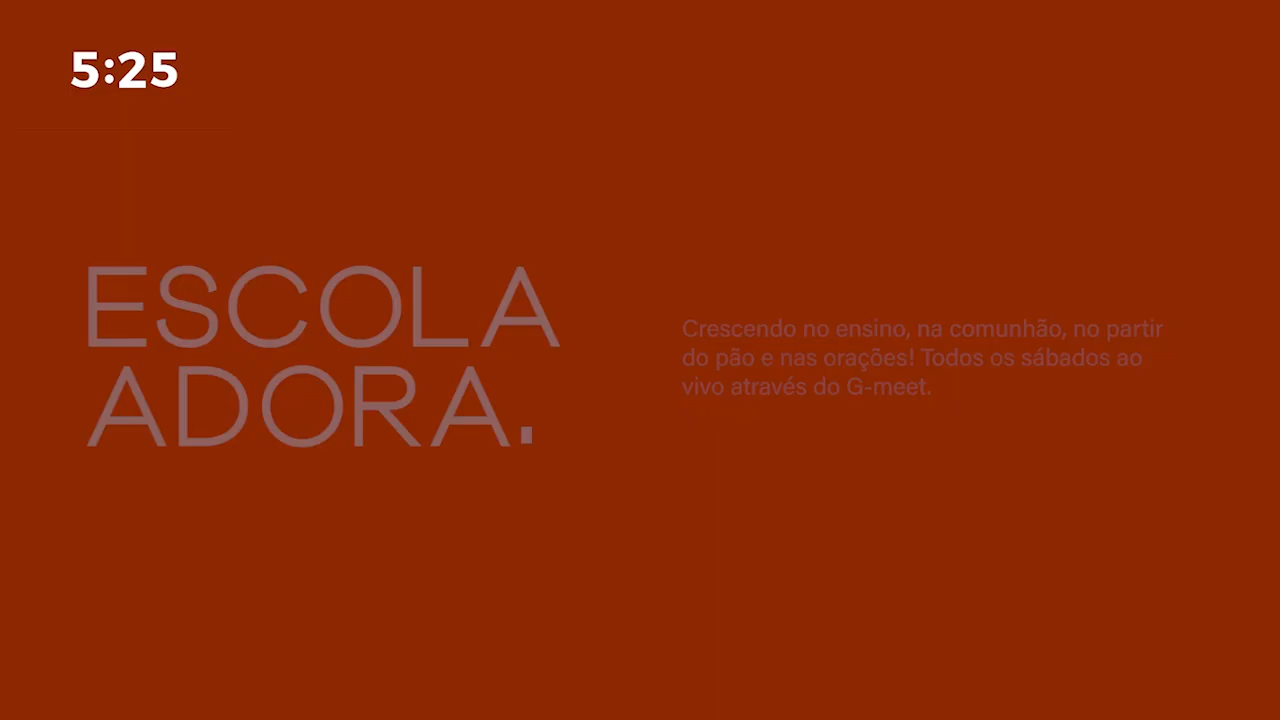 5:25
ESCOLA
ADORA.
Crescendo no ensino, na comunhão, no partir
do pão e nas orações! Todos os sábados ao
vivo através do G-meet.